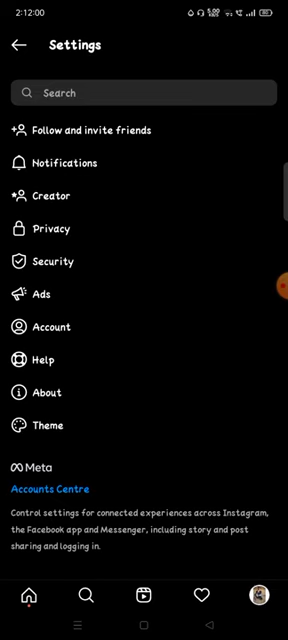 2:12:00
5.00
Settings
Search
Follow and invite friends
Notifications
Creator
Privacy
Security
Ads
Account
Help
About
Theme
Meta
Accounts Centre
Control settings for connected experiences across Instagram,
the Facebook app and Messenger, including story and post
sharing and logging in.